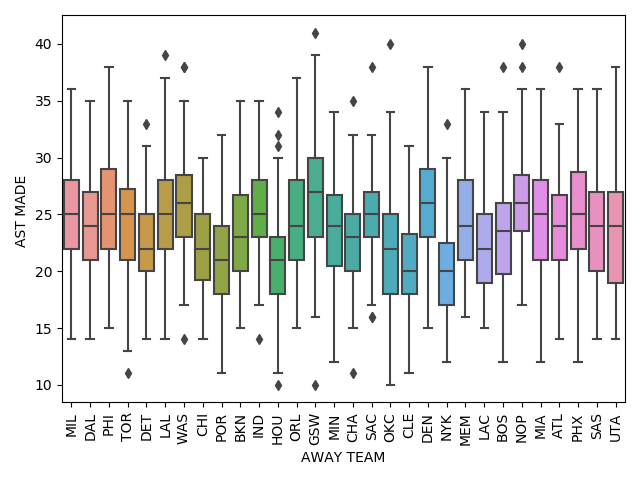 40
35
30
25
20
15
10
AST MADE
MIL DAL PHI TOR DET LAL WAS CHI POR BKN IND HOU ORL GSW MIN CHA SAC OKC CLE DEN NYK MEM LAC BOS NOP MIA ATL PHX SAS UTA
AWAY TEAM